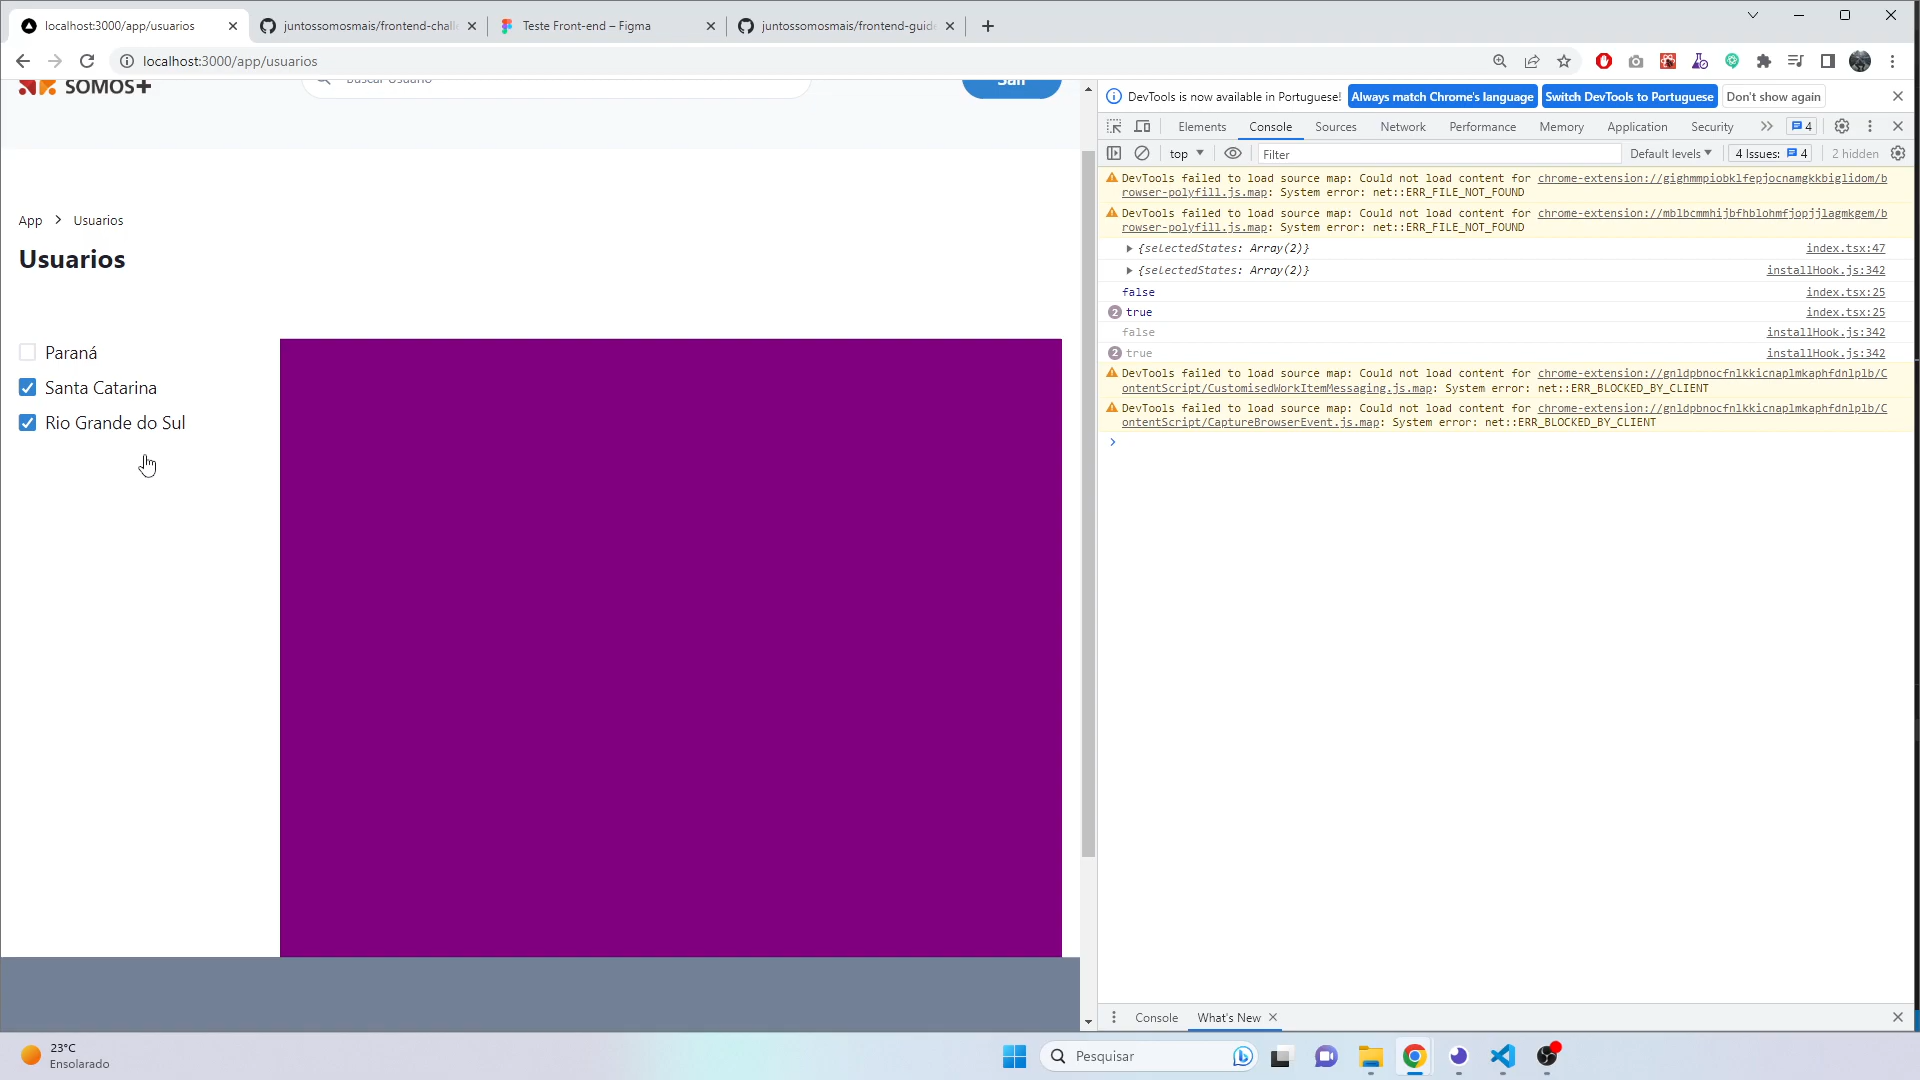 localhost:3000/app/usuarios
juntossomosmais/frontend-chall
Teste Front-end – Figma
juntossomosmais/frontend-guide
localhost:3000/app/usuarios
SOMOS+
Buscar Usuario
Sair
App > Usuarios
Usuarios
Paraná
Santa Catarina
Rio Grande do Sul
DevTools is now available in Portuguese!
Always match Chrome's language
Switch DevTools to Portuguese
Don't show again
Elements
Console
Sources
Network
Performance
Memory
Application
Security
4
top
Filter
Default levels
4 Issues: 4
2 hidden
DevTools failed to load source map: Could not load content for chrome-extension://gighmmpiobklfepjocnamgkkbiglidom/b
rowser-polyfill.js.map: System error: net::ERR_FILE_NOT_FOUND
DevTools failed to load source map: Could not load content for chrome-extension://mblbcmmhijbfhblohmfjopjjlagmkgem/b
rowser-polyfill.js.map: System error: net::ERR_FILE_NOT_FOUND
{selectedStates: Array(2)} index.tsx:47
{selectedStates: Array(2)} installHook.js:342
false index.tsx:25
2 true index.tsx:25
false installHook.js:342
2 true installHook.js:342
DevTools failed to load source map: Could not load content for chrome-extension://gnldpbnocfnlkkicnaplmkaphfdnlplb/C
ontentScript/CustomisedWorkItemMessaging.js.map: System error: net::ERR_BLOCKED_BY_CLIENT
DevTools failed to load source map: Could not load content for chrome-extension://gnldpbnocfnlkkicnaplmkaphfdnlplb/C
ontentScript/CaptureBrowserEvent.js.map: System error: net::ERR_BLOCKED_BY_CLIENT
Console
What's New
23°C
Ensolarado
Pesquisar